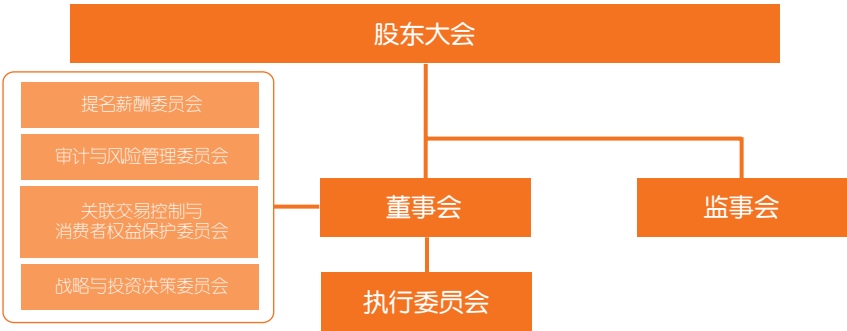 股东大会
提名薪酬委员会
审计与风险管理委员会
关联交易控制与
消费者权益保护委员会
战略与投资决策委员会
董事会
监事会
执行委员会